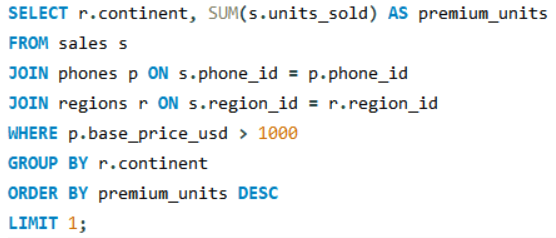 SELECT r.continent, SUM(s.units_sold) AS premium_units
FROM sales s
JOIN phones p ON s.phone_id = p.phone_id
JOIN regions r ON s.region_id = r.region_id
WHERE p.base_price_usd > 1000
GROUP BY r.continent
ORDER BY premium_units DESC
LIMIT 1;